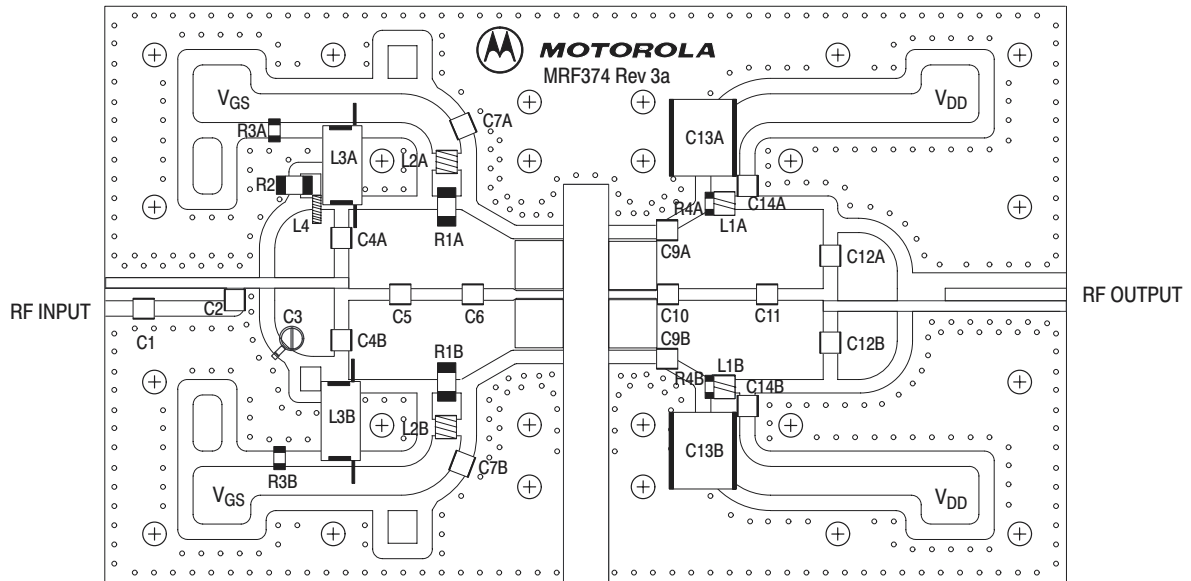 MOTOROLA
MRF374 Rev 3a
VGS
VDD
C7A
R3A
C13A
L3A
L2A
R2
R4A
C14A
L4
R1A
L1A
C4A
C9A
C12A
RF INPUT
C2
C1
C3
C5
C6
C10
C11
RF OUTPUT
C4B
C9B
C12B
R1B
L1B
R4B
C14B
L3B
L2B
C13B
R3B
C7B
VGS
VDD